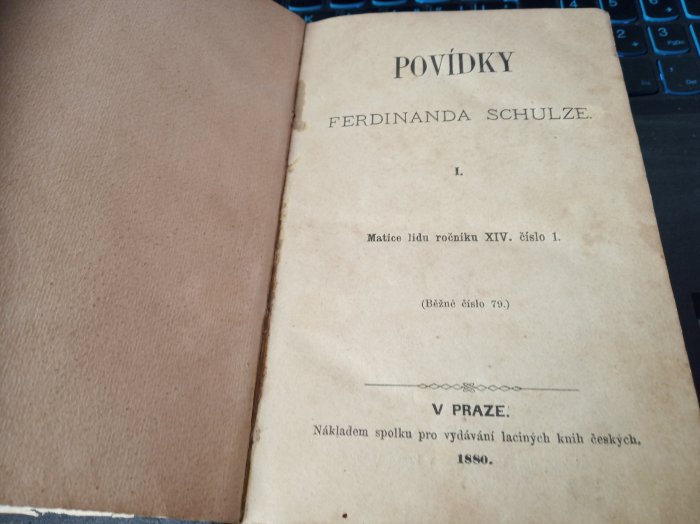 POVÍDKY
FERDINANDA SCHULZE.
I.
Matice lidu ročníku XIV. číslo 1.
(Běžné číslo 79.)
V PRAZE.
Nákladem spolku pro vydávání laciných knih českých.
1880.